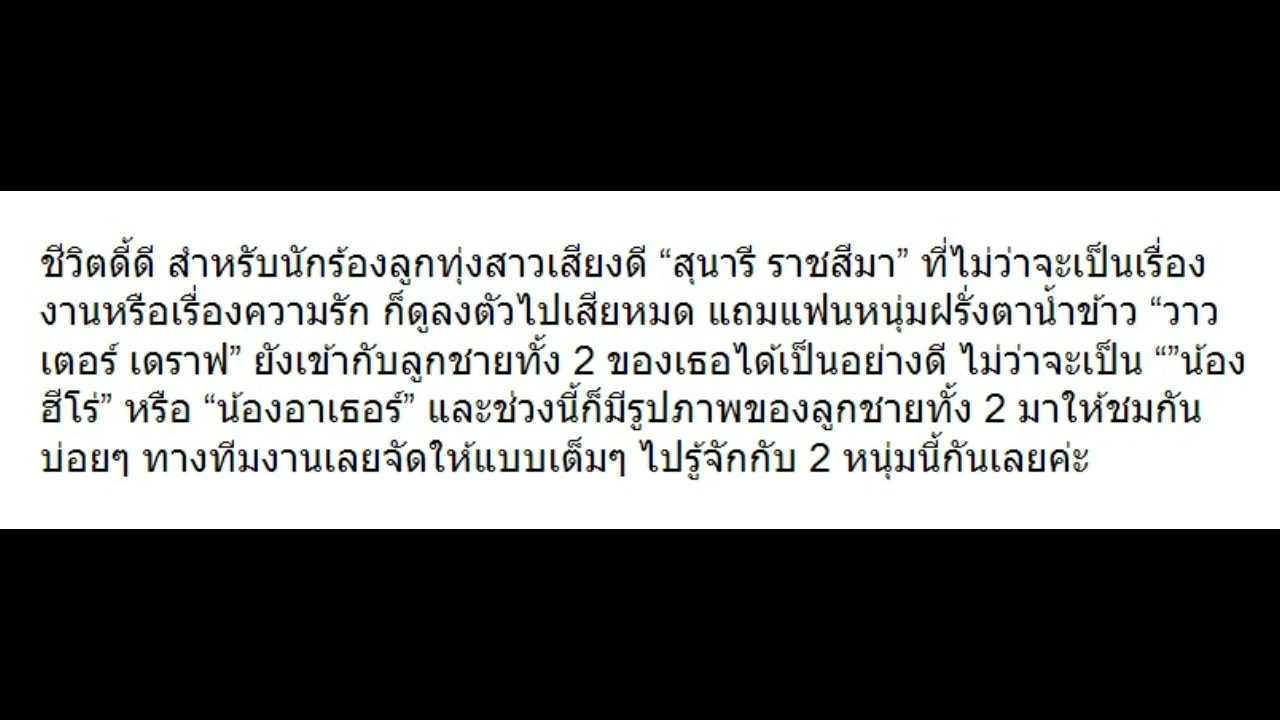 ชีวิตดี้ดี สำหรับนักร้องลูกทุ่งสาวเสียงดี “สุนารี ราชสีมา” ที่ไม่ว่าจะเป็นเรื่อง
งานหรือเรื่องความรัก ก็ดูลงตัวไปเสียหมด แถมแฟนหนุ่มฝรั่งตาน้ำข้าว “วาว
เตอร์ เดราฟ” ยังเข้ากับลูกชายทั้ง 2 ของเธอได้เป็นอย่างดี ไม่ว่าจะเป็น “”น้อง
ฮีโร่” หรือ “น้องอาเธอร์” และช่วงนี้ก็มีรูปภาพของลูกชายทั้ง 2 มาให้ชมกัน
บ่อยๆ ทางทีมงานเลยจัดให้แบบเต็มๆ ไปรู้จักกับ 2 หนุ่มนี้กันเลยค่ะ